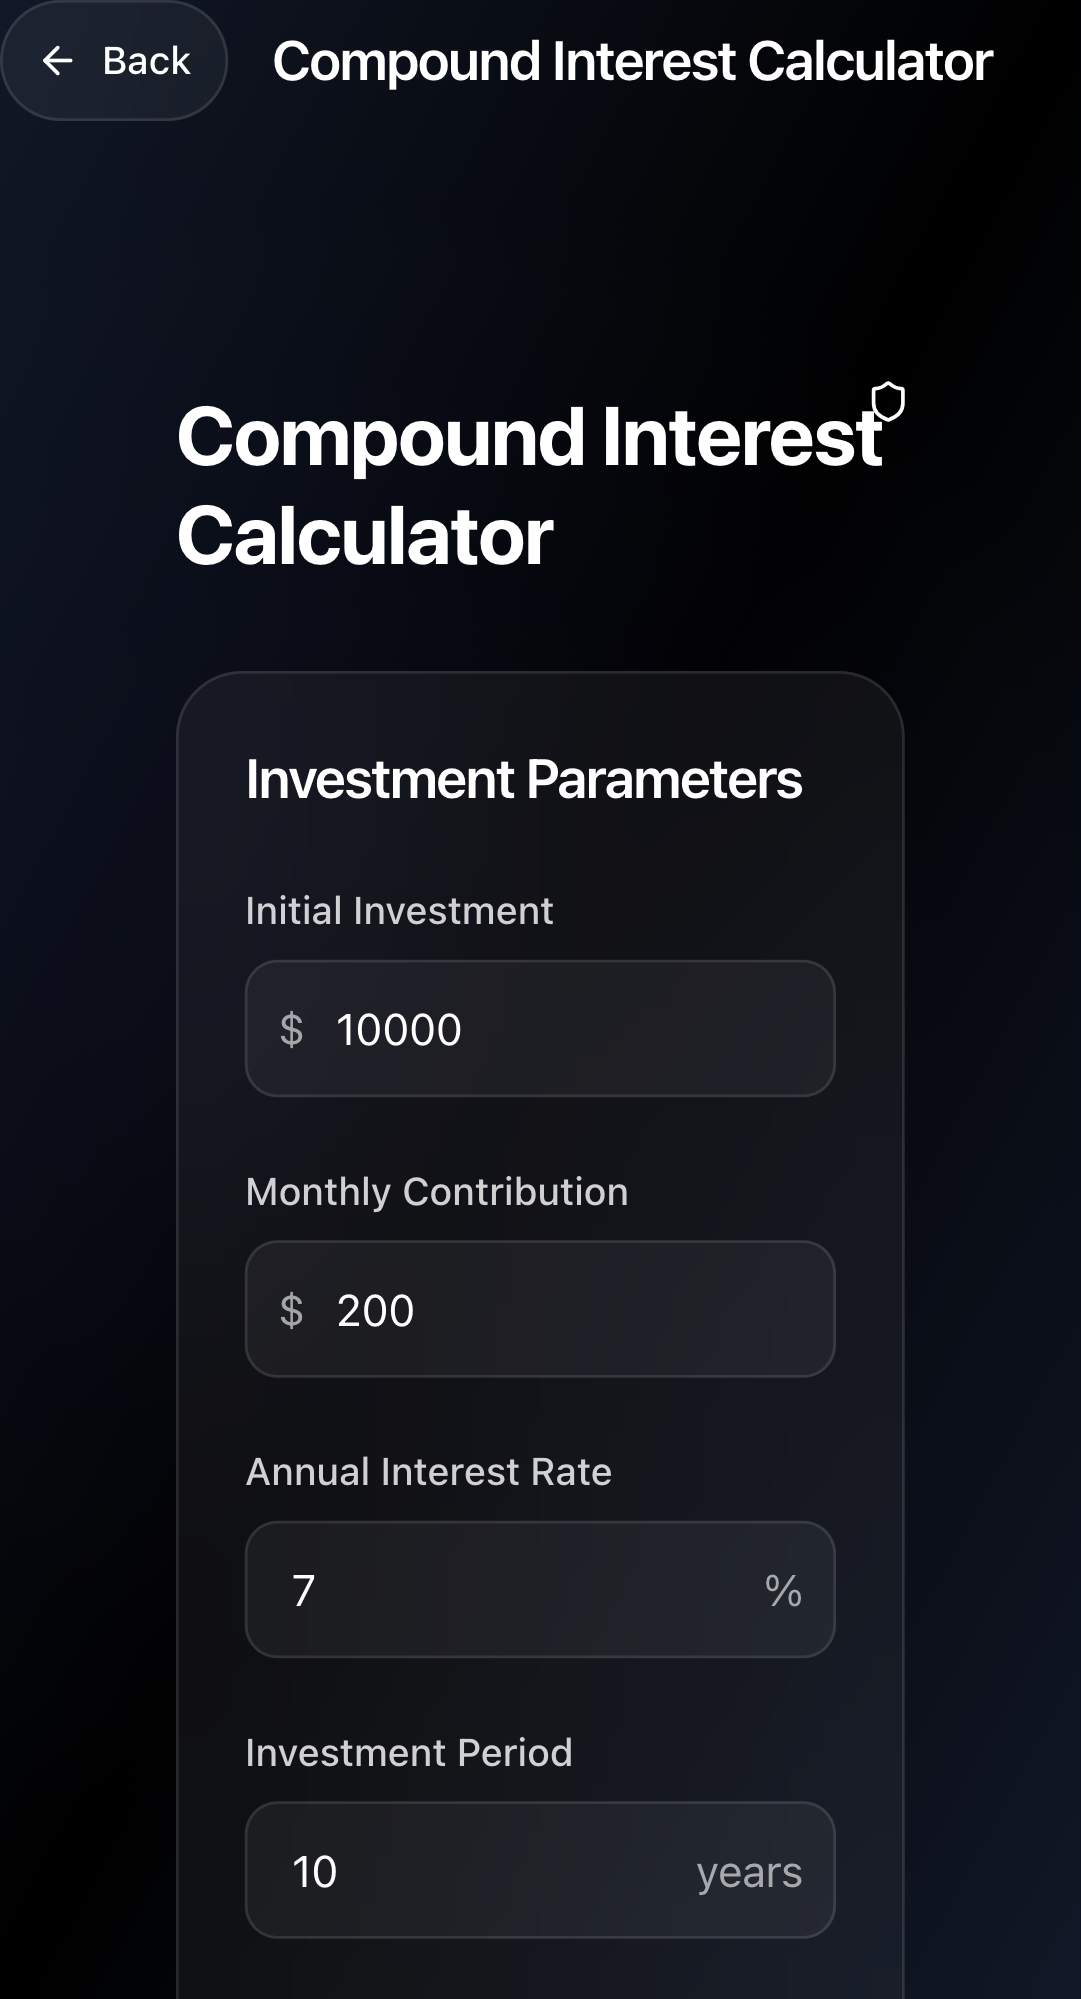 Back
Compound Interest Calculator
Compound Interest
Calculator
Investment Parameters
Initial Investment
$ 10000
Monthly Contribution
$ 200
Annual Interest Rate
7 %
Investment Period
10 years